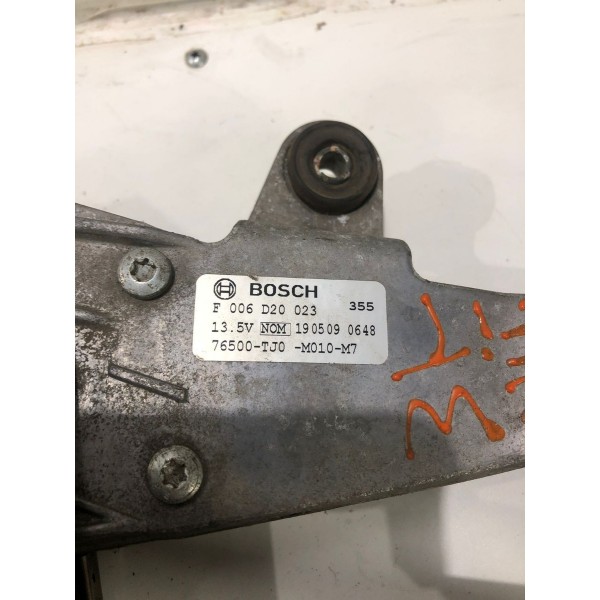 BOSCH
F 006 D20 023 355
13.5V NOM 190509 0648
76500-TJ0 -M010-M7